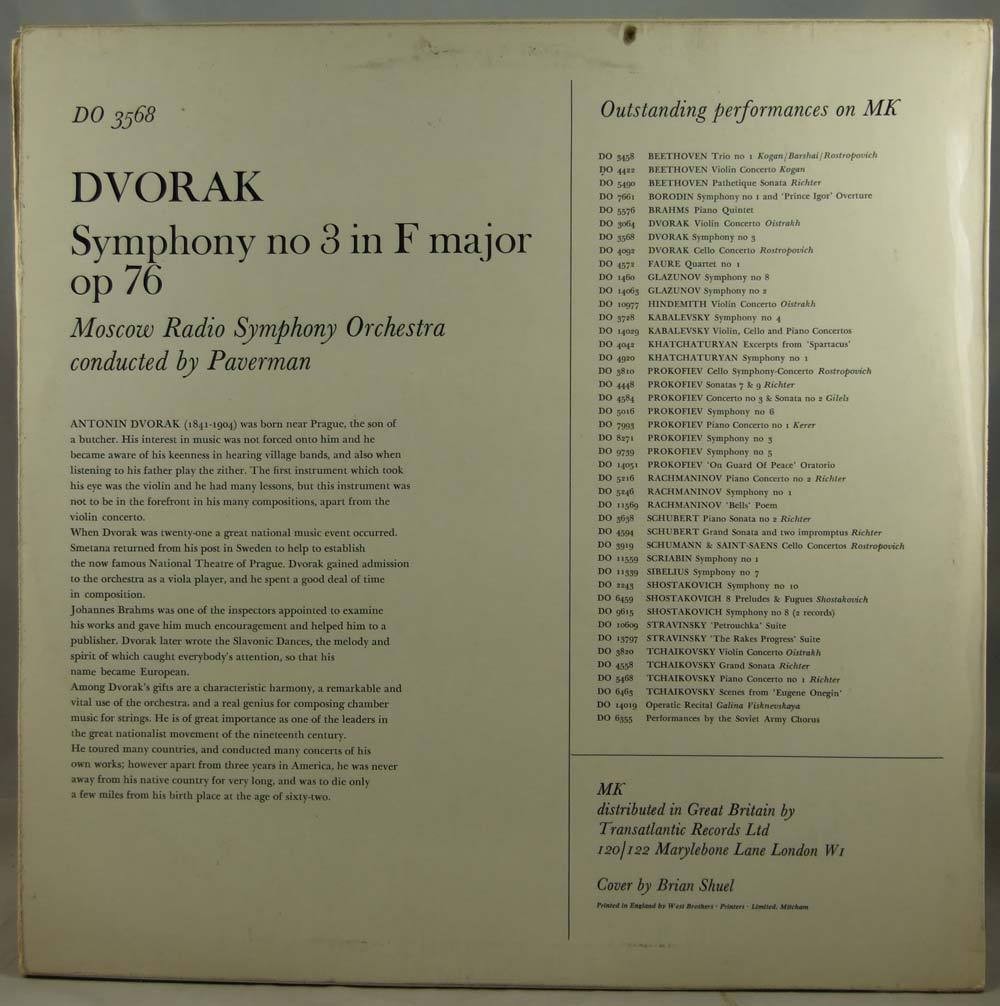 DO 3568
DVORAK
Symphony no 3 in F major
op 76
Moscow Radio Symphony Orchestra
conducted by Paverman
ANTONIN DVORAK (1841-1904) was born near Prague, the son of
a butcher. His interest in music was not forced onto him and he
became aware of his keenness in hearing village bands, and also when
listening to his father play the zither. The first instrument which took
his eye was the violin and he had many lessons, but this instrument was
not to be in the forefront in his many compositions, apart from the
violin concerto.
When Dvorak was twenty-one a great national music event occurred.
Smetana returned from his post in Sweden to help to establish
the now famous National Theatre of Prague. Dvorak gained admission
to the orchestra as a viola player, and he spent a good deal of time
in composition.
Johannes Brahms was one of the inspectors appointed to examine
his works and gave him much encouragement and helped him to a
publisher. Dvorak later wrote the Slavonic Dances, the melody and
spirit of which caught everybody's attention, so that his
name became European.
Among Dvorak's gifts are a characteristic harmony, a remarkable and
vital use of the orchestra, and a real genius for composing chamber
music for strings. He is of great importance as one of the leaders in
the great nationalist movement of the nineteenth century.
He toured many countries, and conducted many concerts of his
own works; however apart from three years in America, he was never
away from his native country for very long, and was to die only
a few miles from his birth place at the age of sixty-two.
Outstanding performances on MK
DO 3458 BEETHOVEN Trio no 1 Kogan/Barshai/Rostropovich
DO 4422 BEETHOVEN Violin Concerto Kogan
DO 5490 BEETHOVEN Pathetique Sonata Richter
DO 7661 BORODIN Symphony no 1 and 'Prince Igor' Overture
DO 5576 BRAHMS Piano Quintet
DO 3064 DVORAK Violin Concerto Oistrakh
DO 3568 DVORAK Symphony no 3
DO 4092 DVORAK Cello Concerto Rostropovich
DO 4572 FAURE Quartet no 1
DO 1460 GLAZUNOV Symphony no 8
DO 14063 GLAZUNOV Symphony no 2
DO 10977 HINDEMITH Violin Concerto Oistrakh
DO 3728 KABALEVSKY Symphony no 4
DO 14029 KABALEVSKY Violin, Cello and Piano Concertos
DO 4042 KHATCHATURYAN Excerpts from 'Spartacus'
DO 4920 KHATCHATURYAN Symphony no 1
DO 3810 PROKOFIEV Cello Symphony-Concerto Rostropovich
DO 4448 PROKOFIEV Sonatas 7 & 9 Richter
DO 4584 PROKOFIEV Concerto no 3 & Sonata no 2 Gilels
DO 5016 PROKOFIEV Symphony no 6
DO 7993 PROKOFIEV Piano Concerto no 1 Kerer
DO 8271 PROKOFIEV Symphony no 3
DO 9739 PROKOFIEV Symphony no 5
DO 14051 PROKOFIEV 'On Guard Of Peace' Oratorio
DO 5216 RACHMANINOV Piano Concerto no 2 Richter
DO 5246 RACHMANINOV Symphony no 1
DO 11569 RACHMANINOV 'Bells' Poem
DO 3638 SCHUBERT Piano Sonata no 2 Richter
DO 4594 SCHUBERT Grand Sonata and two impromptus Richter
DO 3919 SCHUMANN & SAINT-SAENS Cello Concertos Rostropovich
DO 11559 SCRIABIN Symphony no 1
DO 11339 SIBELIUS Symphony no 7
DO 2243 SHOSTAKOVICH Symphony no 10
DO 6459 SHOSTAKOVICH 8 Preludes & Fugues Shostakovich
DO 9615 SHOSTAKOVICH Symphony no 8 (2 records)
DO 10609 STRAVINSKY 'Petrouchka' Suite
DO 13797 STRAVINSKY 'The Rakes Progress' Suite
DO 3820 TCHAIKOVSKY Violin Concerto Oistrakh
DO 4558 TCHAIKOVSKY Grand Sonata Richter
DO 5468 TCHAIKOVSKY Piano Concerto no 1 Richter
DO 6463 TCHAIKOVSKY Scenes from 'Eugene Onegin'
DO 14019 Operatic Recital Galina Vishnevskaya
DO 6355 Performances by the Soviet Army Chorus
MK
distributed in Great Britain by
Transatlantic Records Ltd
120/122 Marylebone Lane London W1
Cover by Brian Shuel
Printed in England by West Brothers · Printers · Limited. Mitcham